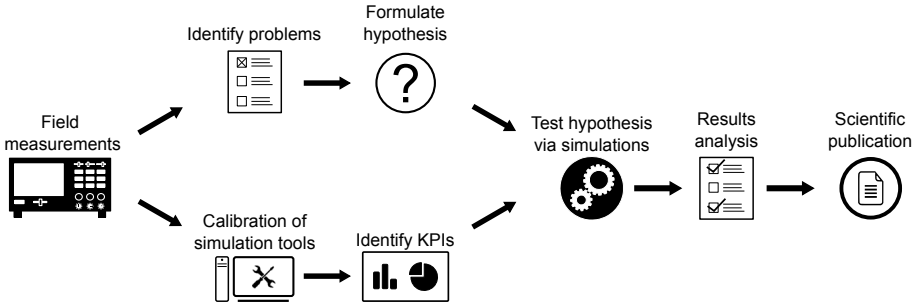 Field
measurements
Identify problems
Formulate
hypothesis
?
Calibration of
simulation tools
Identify KPIs
Test hypothesis
via simulations
Results
analysis
Scientific
publication